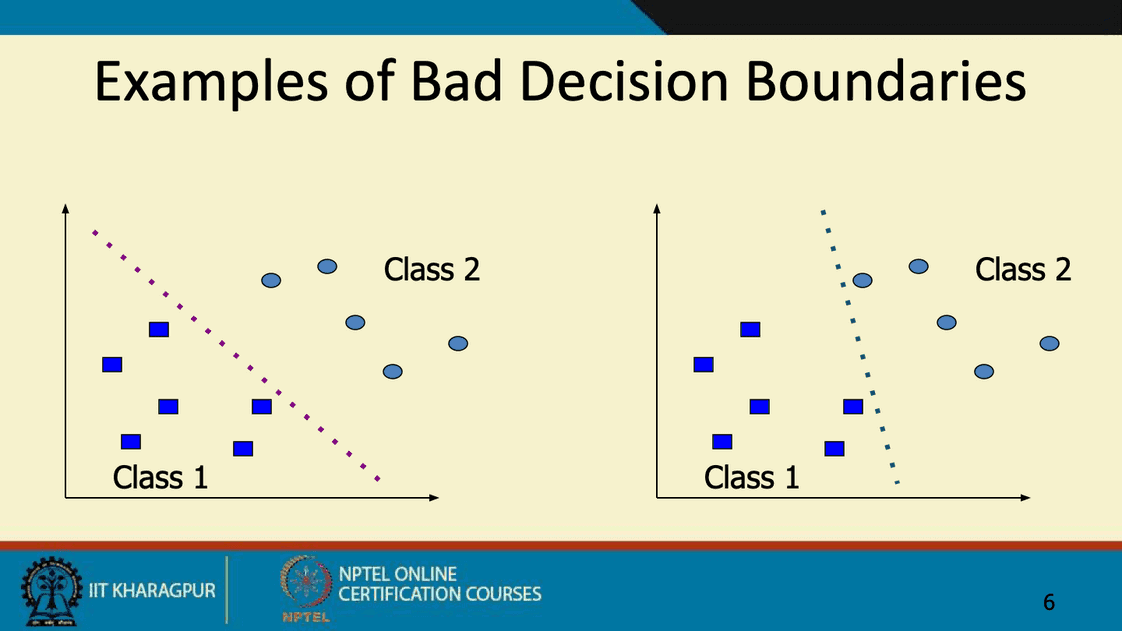 Examples of Bad Decision Boundaries
Class 2
Class 1
Class 2
Class 1
IIT KHARAGPUR
NPTEL
NPTEL ONLINE
CERTIFICATION COURSES
6